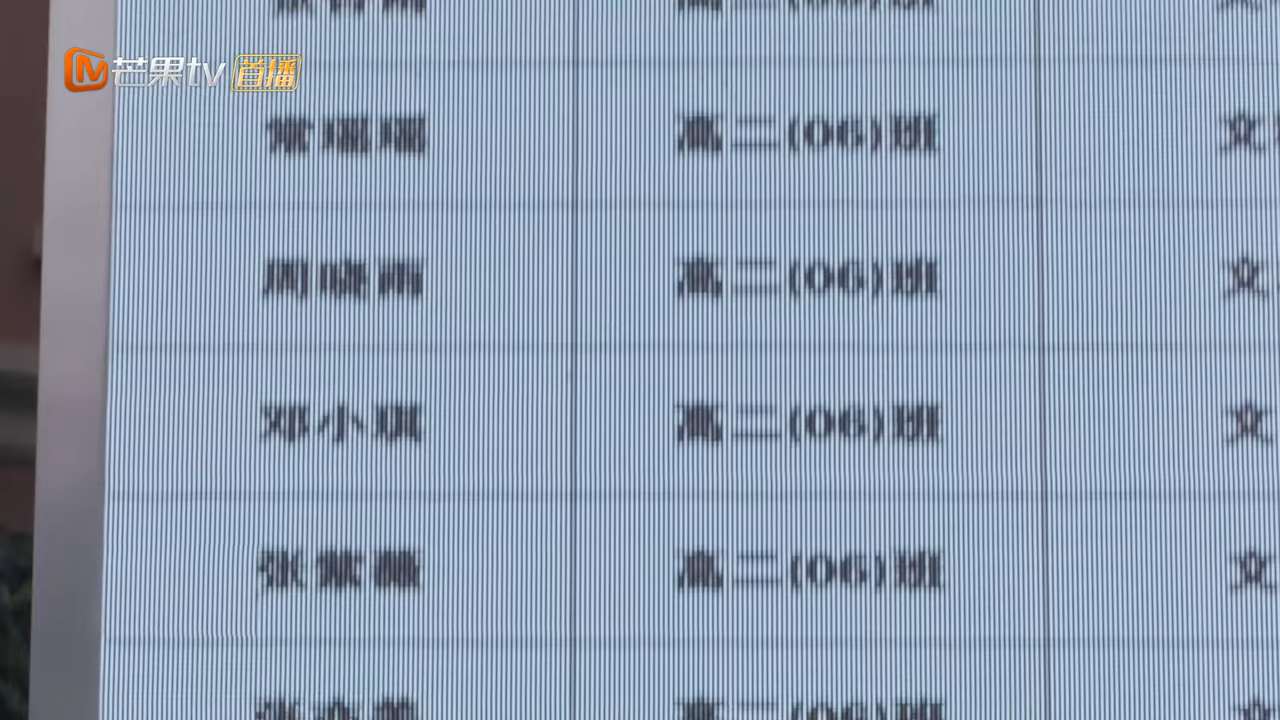 芒果tv 首播
常瑶瑶 高二(06)班 文
周晓雨 高二(06)班 文
邓小琪 高二(06)班 文
张紫薇 高二(06)班 文
高二(06)班